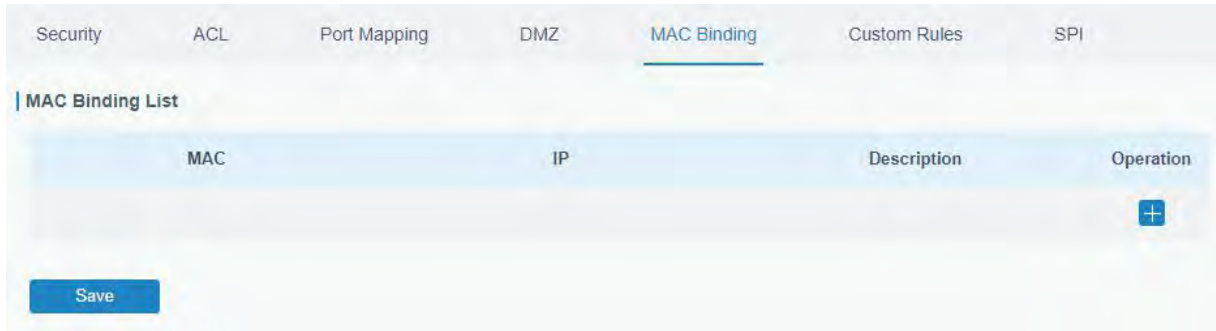 Security ACL Port Mapping DMZ MAC Binding Custom Rules SPI
MAC Binding List
MAC IP Description Operation
Save